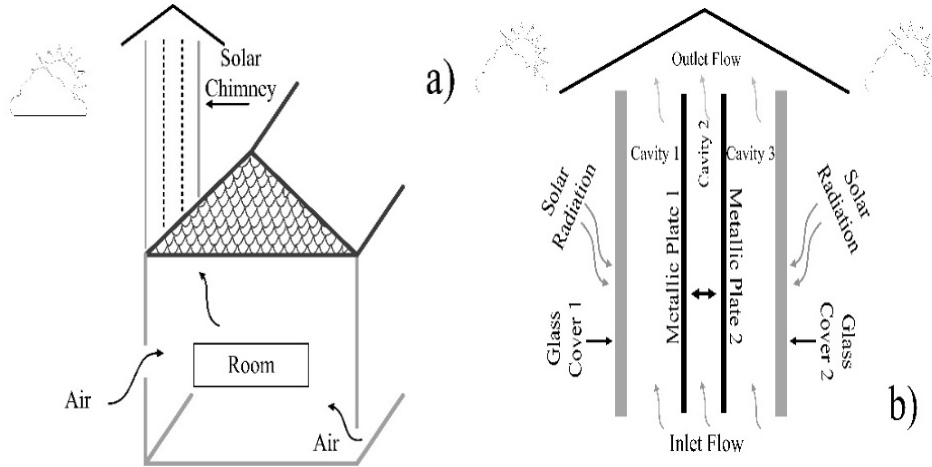 Solar
Chimney
a)
Air
Room
Air
Outlet Flow
Cavity 1
Cavity 2
Cavity 3
Solar
Radiation
Metallic Plate 1
Metallic Plate 2
Solar
Radiation
Glass
Cover 1
Glass
Cover 2
Inlet Flow
b)